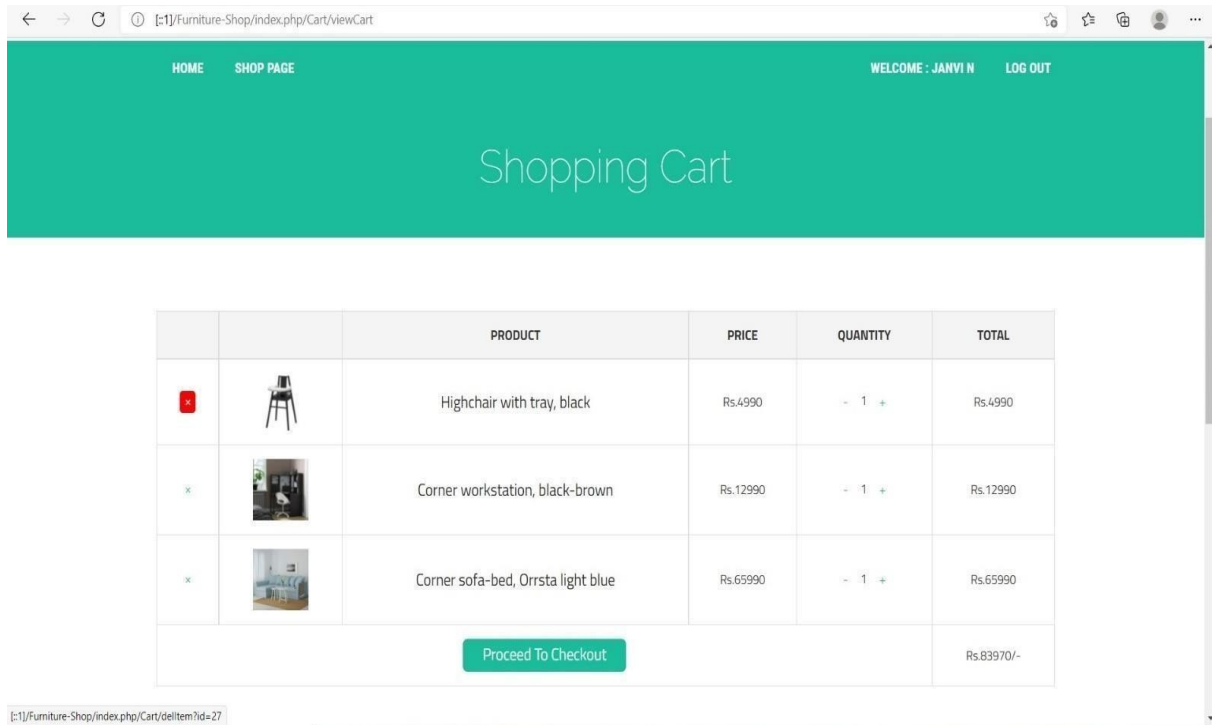 [::1]/Furniture-Shop/index.php/Cart/viewCart
HOME SHOP PAGE WELCOME : JANVI N LOG OUT
Shopping Cart
PRODUCT PRICE QUANTITY TOTAL
× Highchair with tray, black Rs.4990 - 1 + Rs.4990
× Corner workstation, black-brown Rs.12990 - 1 + Rs.12990
× Corner sofa-bed, Orrsta light blue Rs.65990 - 1 + Rs.65990
Proceed To Checkout Rs.83970/-
[::1]/Furniture-Shop/index.php/Cart/delItem?id=27